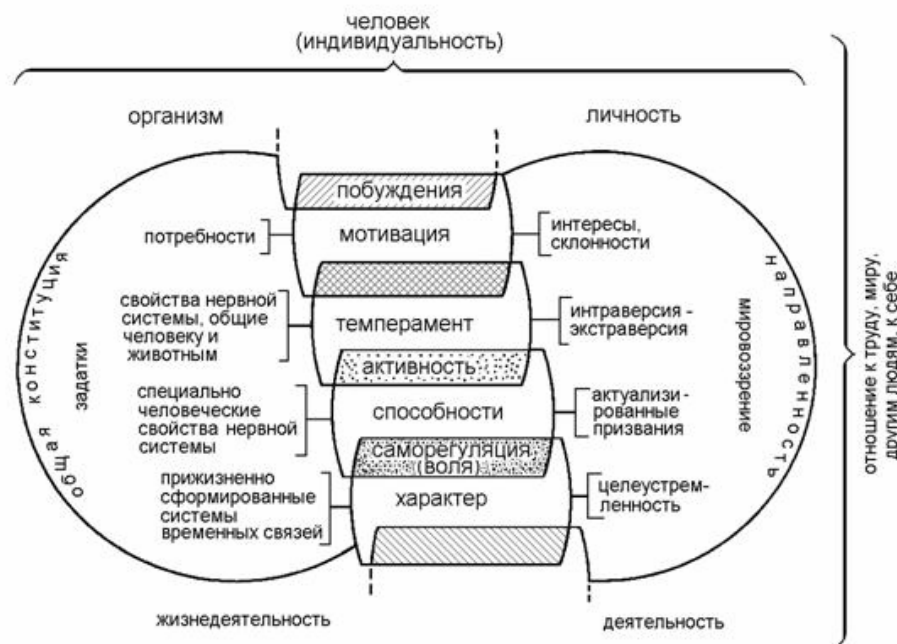 человек
(индивидуальность)
организм
личность
побуждения
потребности
мотивация
интересы,
склонности
свойства нервной
системы, общие
человеку и
животным
темперамент
интраверсия -
экстраверсия
активность
специально
человеческие
свойства нервной
системы
способности
актуализи-
рованные
призвания
саморегуляция
(воля)
прижизненно
сформированные
системы
временных связей
характер
целеустрем-
ленность
общая конституция
задатки
мировоззрение
направленность
жизнедеятельность
деятельность
отношение к труду, миру,
другим людям, к себе